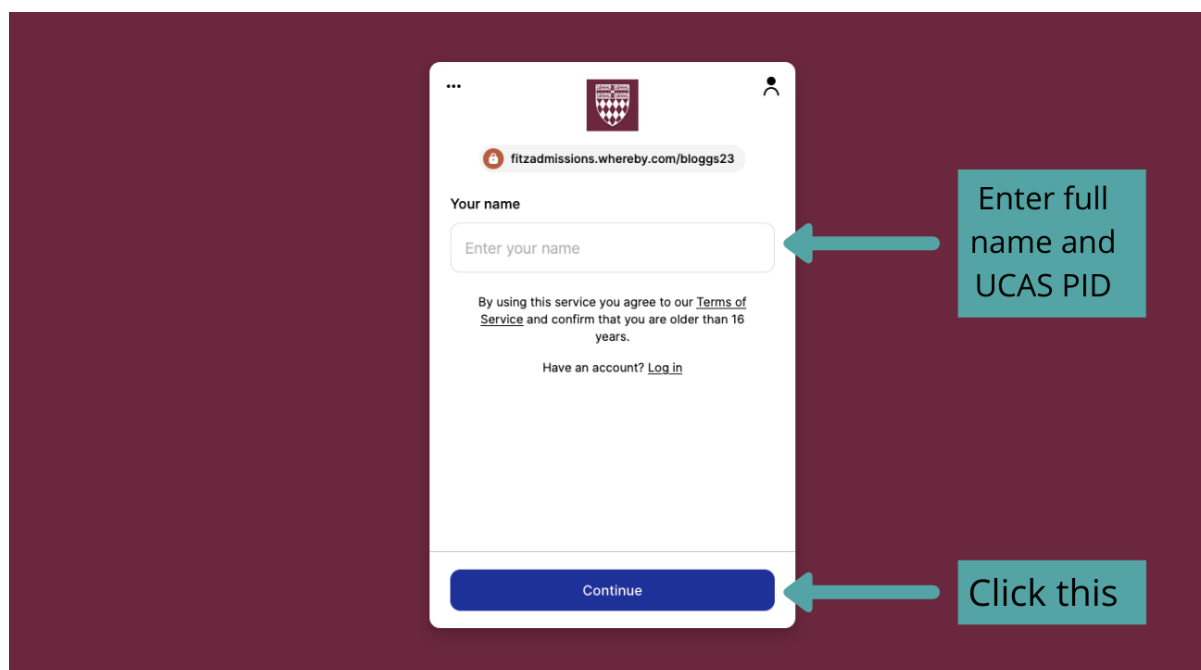 fitzadmissions.whereby.com/bloggs23
Your name
Enter your name
By using this service you agree to our Terms of
Service and confirm that you are older than 16
years.
Have an account? Log in
Continue
Enter full
name and
UCAS PID
Click this